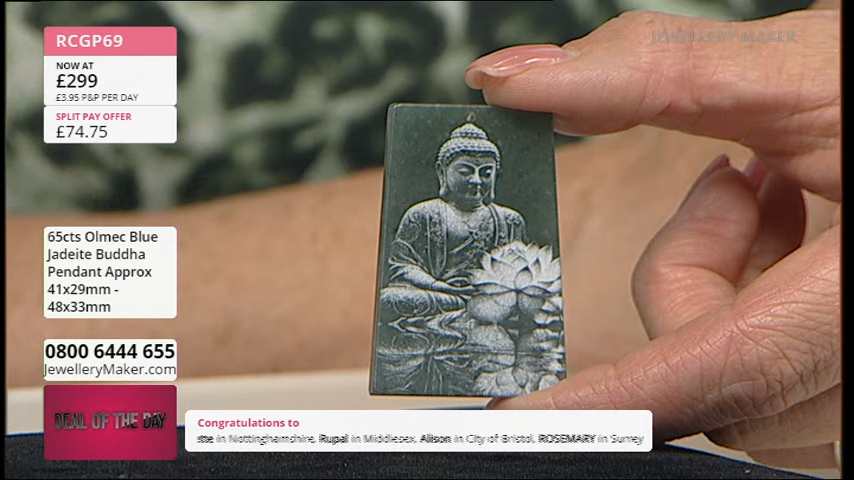 RCGP69
NOW AT
£299
£3.95 P&P PER DAY
SPLIT PAY OFFER
£74.75
JEWELLERY MAKER
65cts Olmec Blue
Jadeite Buddha
Pendant Approx
41x29mm -
48x33mm
0800 6444 655
JewelleryMaker.com
DEAL OF THE DAY
Congratulations to
in Nottinghamshire, Rupal in Middlesex, Alison in City of Bristol, ROSEMARY in Surrey